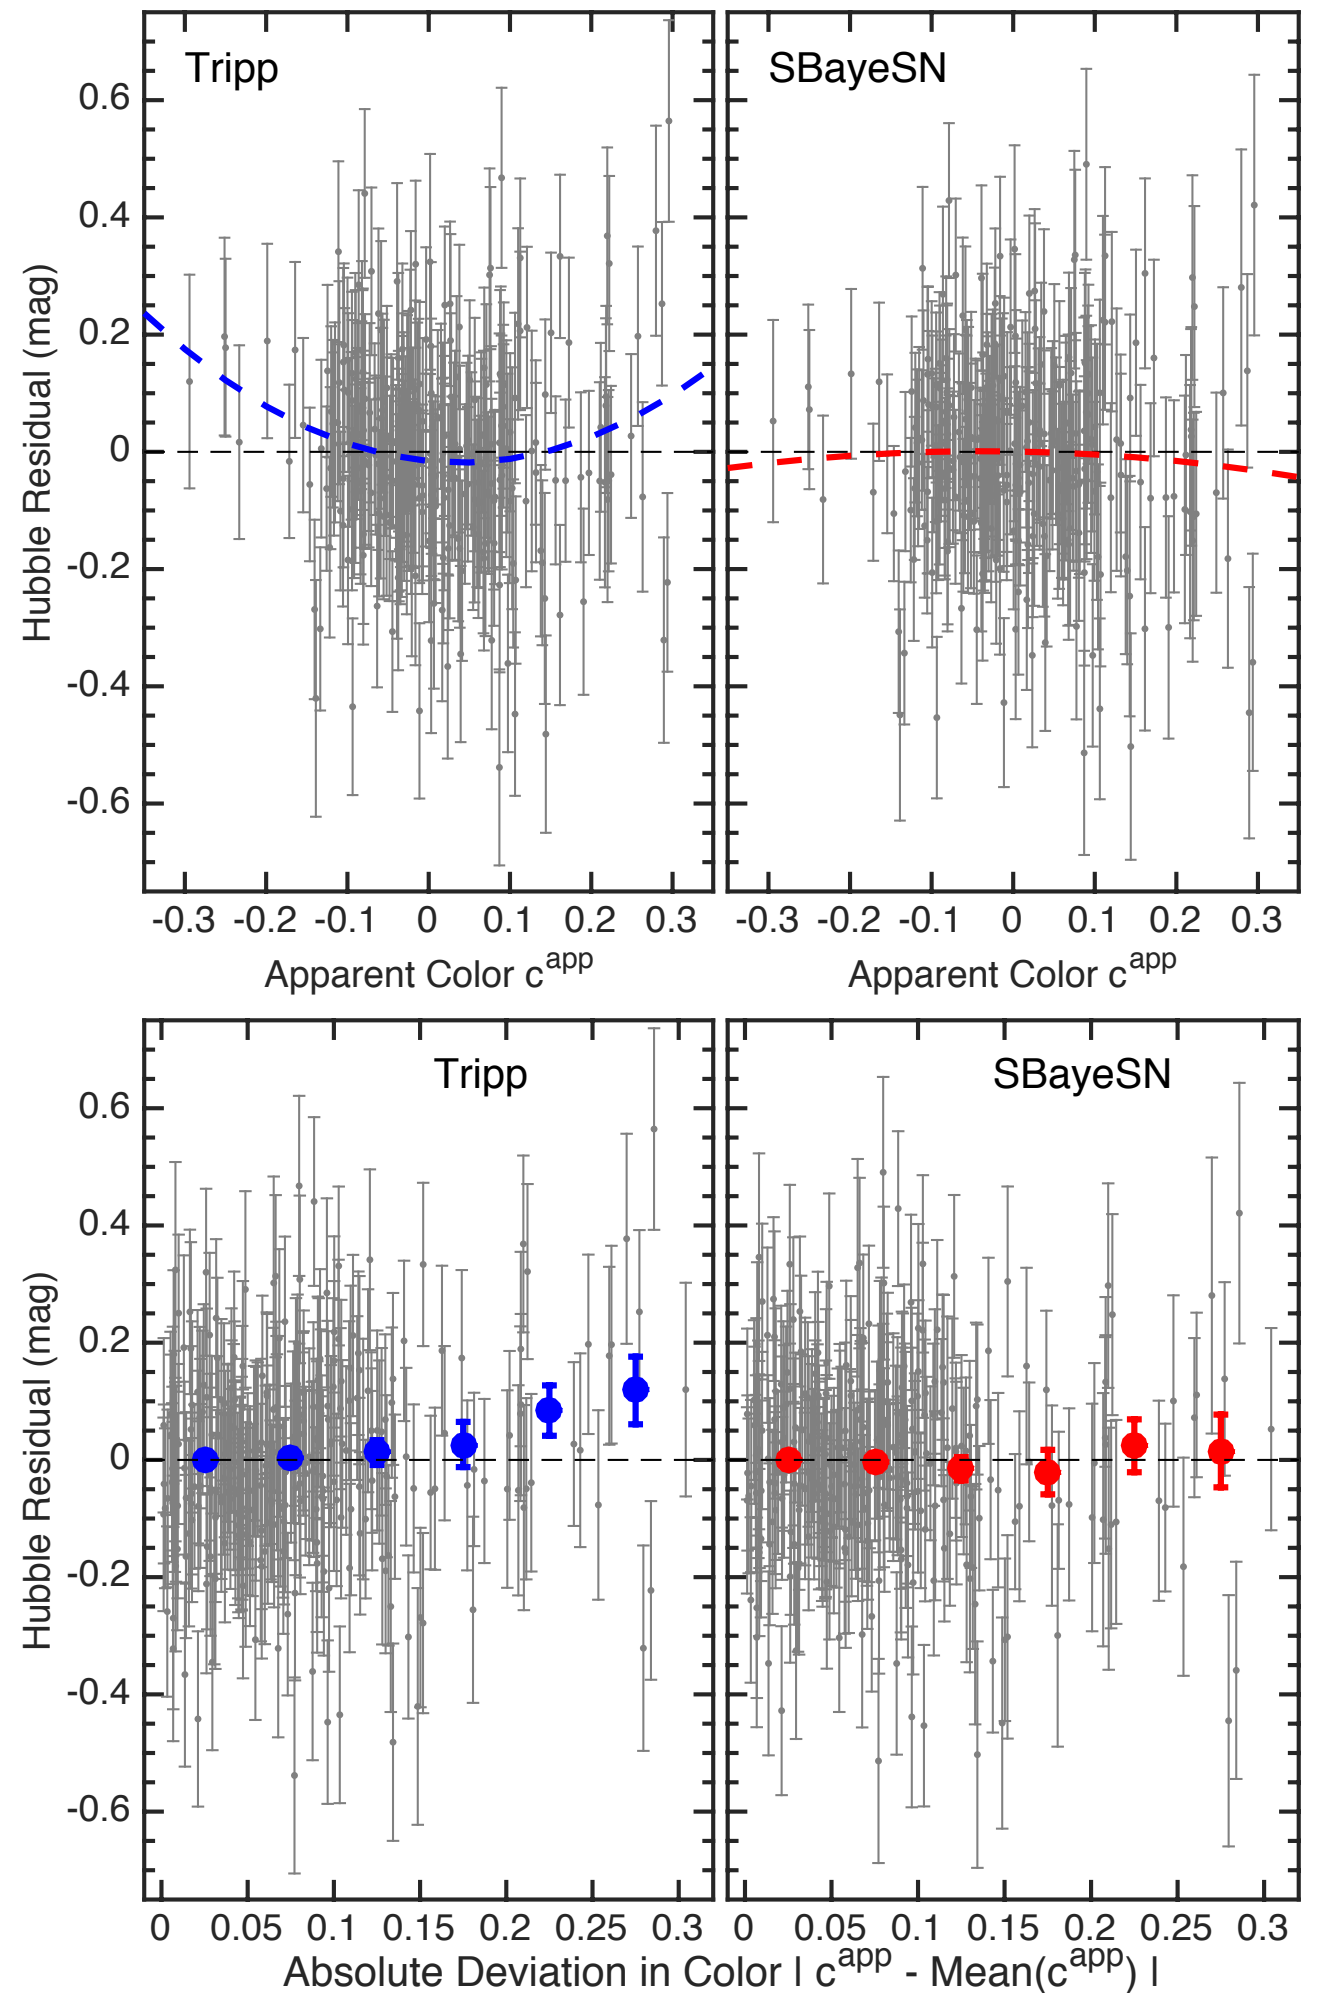 Tripp
SBayeSN
0.6
0.4
0.2
0
-0.2
-0.4
-0.6
Hubble Residual (mag)
-0.3 -0.2 -0.1 0 0.1 0.2 0.3
-0.3 -0.2 -0.1 0 0.1 0.2 0.3
Apparent Color c^app
Apparent Color c^app
Tripp
SBayeSN
0.6
0.4
0.2
0
-0.2
-0.4
-0.6
Hubble Residual (mag)
0 0.05 0.1 0.15 0.2 0.25 0.3
0 0.05 0.1 0.15 0.2 0.25 0.3
Absolute Deviation in Color | c^app - Mean(c^app) |